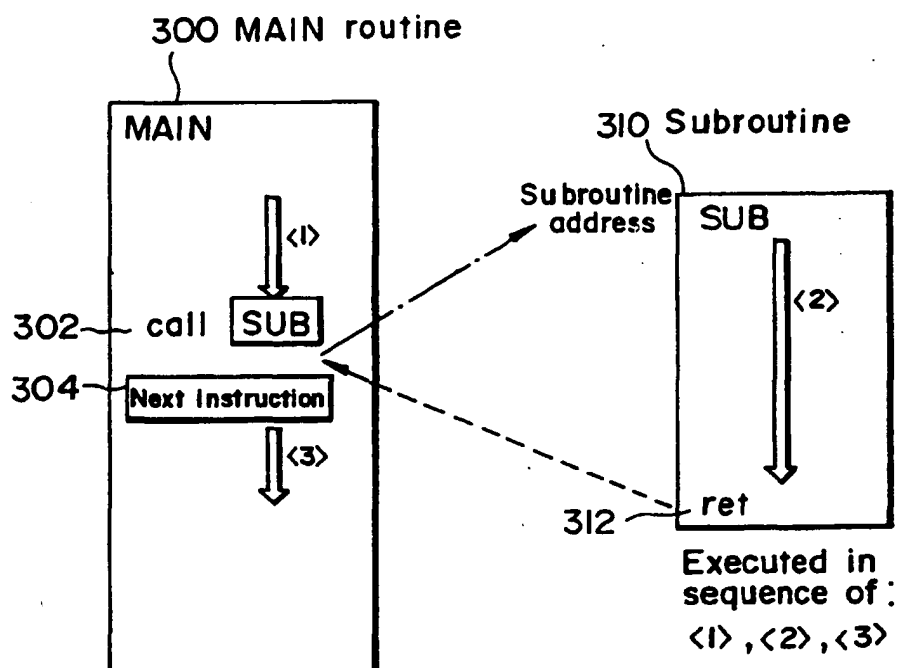 300 MAIN routine
MAIN
310 Subroutine
Subroutine
address
SUB
<1>
<2>
302 call SUB
304 Next Instruction
<3>
312 ret
Executed in
sequence of :
<1>, <2>, <3>